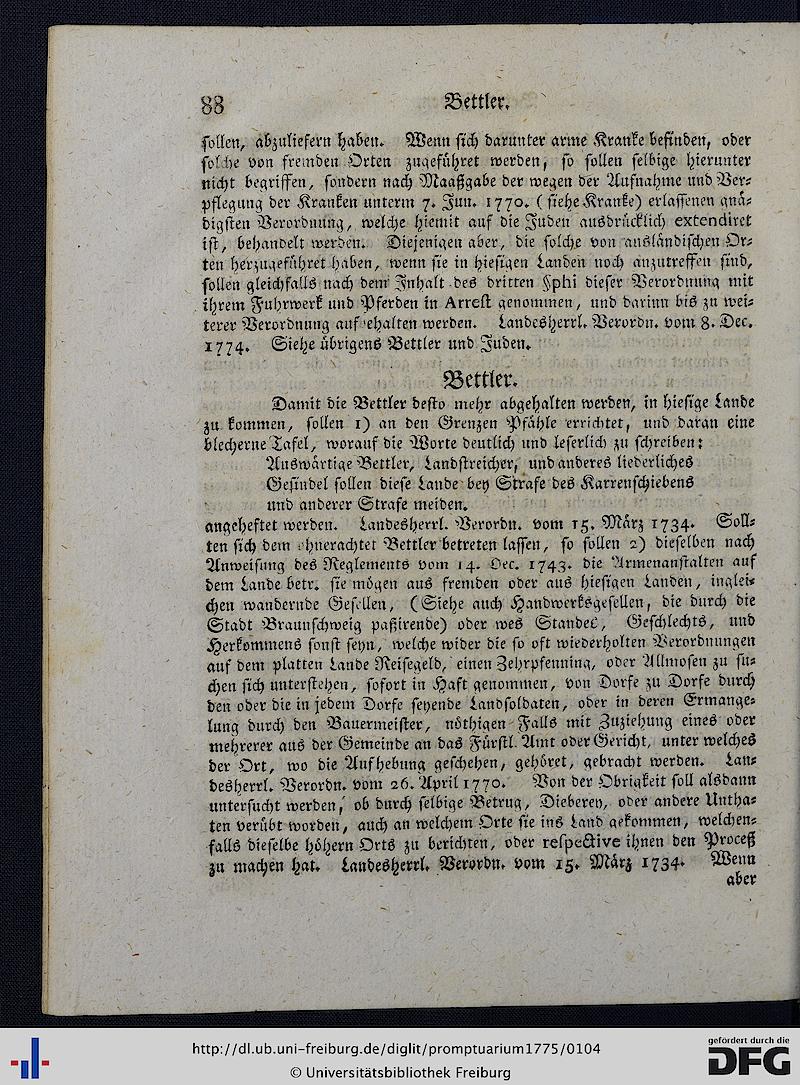 88 Bettler.
sollen, abzuliefern haben. Wenn sich darunter arme Kranke befinden, oder
solche von fremden Orten zugeführet werden, so sollen selbige hierunter
nicht begriffen, sondern nach Maaßgabe der wegen der Aufnahme und Ver⸗
pflegung der Kranken unterm 7. Jun. 1770. (siehe Kranke) erlassenen gnä⸗
digsten Verordnung, welche hiemit auf die Juden ausdrücklich extendiret
ist, behandelt werden. Diejenigen aber, die solche von ausländischen Or⸗
ten herzugeführet haben, wenn sie in hiesigen Landen noch anzutreffen sind,
sollen gleichfalls nach dem Inhalt des dritten §phi dieser Verordnung mit
ihrem Fuhrwerk und Pferden in Arrest genommen, und darinn bis zu wei⸗
terer Verordnung aufbehalten werden. Landesherrl. Verordn. vom 8. Dec.
1774. Siehe übrigens Bettler und Juden.
Bettler.
Damit die Bettler desto mehr abgehalten werden, in hiesige Lande
zu kommen, sollen 1) an den Grenzen Pfähle errichtet, und daran eine
blecherne Tafel, worauf die Worte deutlich und leserlich zu schreiben:
Auswärtige Bettler, Landstreicher, und anderes liederliches
Gesindel sollen diese Lande bey Strafe des Karrenschiebens
und anderer Strafe meiden.
angeheftet werden. Landesherrl. Verordn. vom 15. März 1734. Soll⸗
ten sich dem ohnerachtet Bettler betreten lassen, so sollen 2) dieselben nach
Anweisung des Reglements vom 14. Dec. 1743. die Armenanstalten auf
dem Lande betr. sie mögen aus fremden oder aus hiesigen Landen, inglei⸗
chen wandernde Gesellen, (Siehe auch Handwerksgesellen, die durch die
Stadt Braunschweig paßirende) oder wes Standes, Geschlechts, und
Herkommens sonst seyn, welche wider die so oft wiederholten Verordnungen
auf dem platten Lande Reisegeld, einen Zehrpfenning, oder Allmosen zu su⸗
chen sich unterstehen, sofort in Haft genommen, von Dorfe zu Dorfe durch
den oder die in jedem Dorfe seyende Landsoldaten, oder in deren Ermange⸗
lung durch den Bauermeister, nöthigen Falls mit Zuziehung eines oder
mehrerer aus der Gemeinde an das Fürstl. Amt oder Gericht, unter welches
der Ort, wo die Aufhebung geschehen, gehöret, gebracht werden. Lan⸗
desherrl. Verordn. vom 26. April 1770. Von der Obrigkeit soll alsdann
untersucht werden, ob durch selbige Betrug, Dieberey, oder andere Untha⸗
ten verübt worden, auch an welchem Orte sie ins Land gekommen, welchen⸗
falls dieselbe höhern Orts zu berichten, oder respective ihnen den Proceß
zu machen hat. Landesherrl. Verordn. vom 15. März 1734. Wenn
aber
http://dl.ub.uni-freiburg.de/diglit/promptuarium1775/0104
© Universitätsbibliothek Freiburg
gefördert durch die
DFG